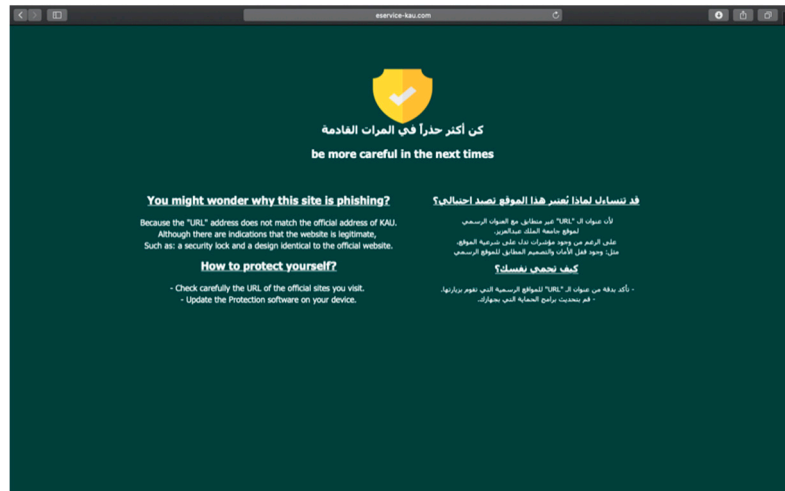 eservice-kau.com
كن أكثر حذراً في المرات القادمة
be more careful in the next times
You might wonder why this site is phishing?
Because the "URL" address does not match the official address of KAU.
Although there are indications that the website is legitimate,
Such as: a security lock and a design identical to the official website.
How to protect yourself?
- Check carefully the URL of the official sites you visit.
- Update the Protection software on your device.
قد تتساءل لماذا يُعتبر هذا الموقع تصيد احتيالي؟
لأن عنوان الـ "URL" غير متطابق مع العنوان الرسمي
لموقع جامعة الملك عبدالعزيز.
على الرغم من وجود مؤشرات تدل على شرعية الموقع،
مثل: وجود قفل الأمان والتصميم المطابق للموقع الرسمي
كيف تحمي نفسك؟
- تأكد بدقة من عنوان الـ "URL" للمواقع الرسمية التي تقوم بزيارتها.
- قم بتحديث برامج الحماية التي بجهازك.